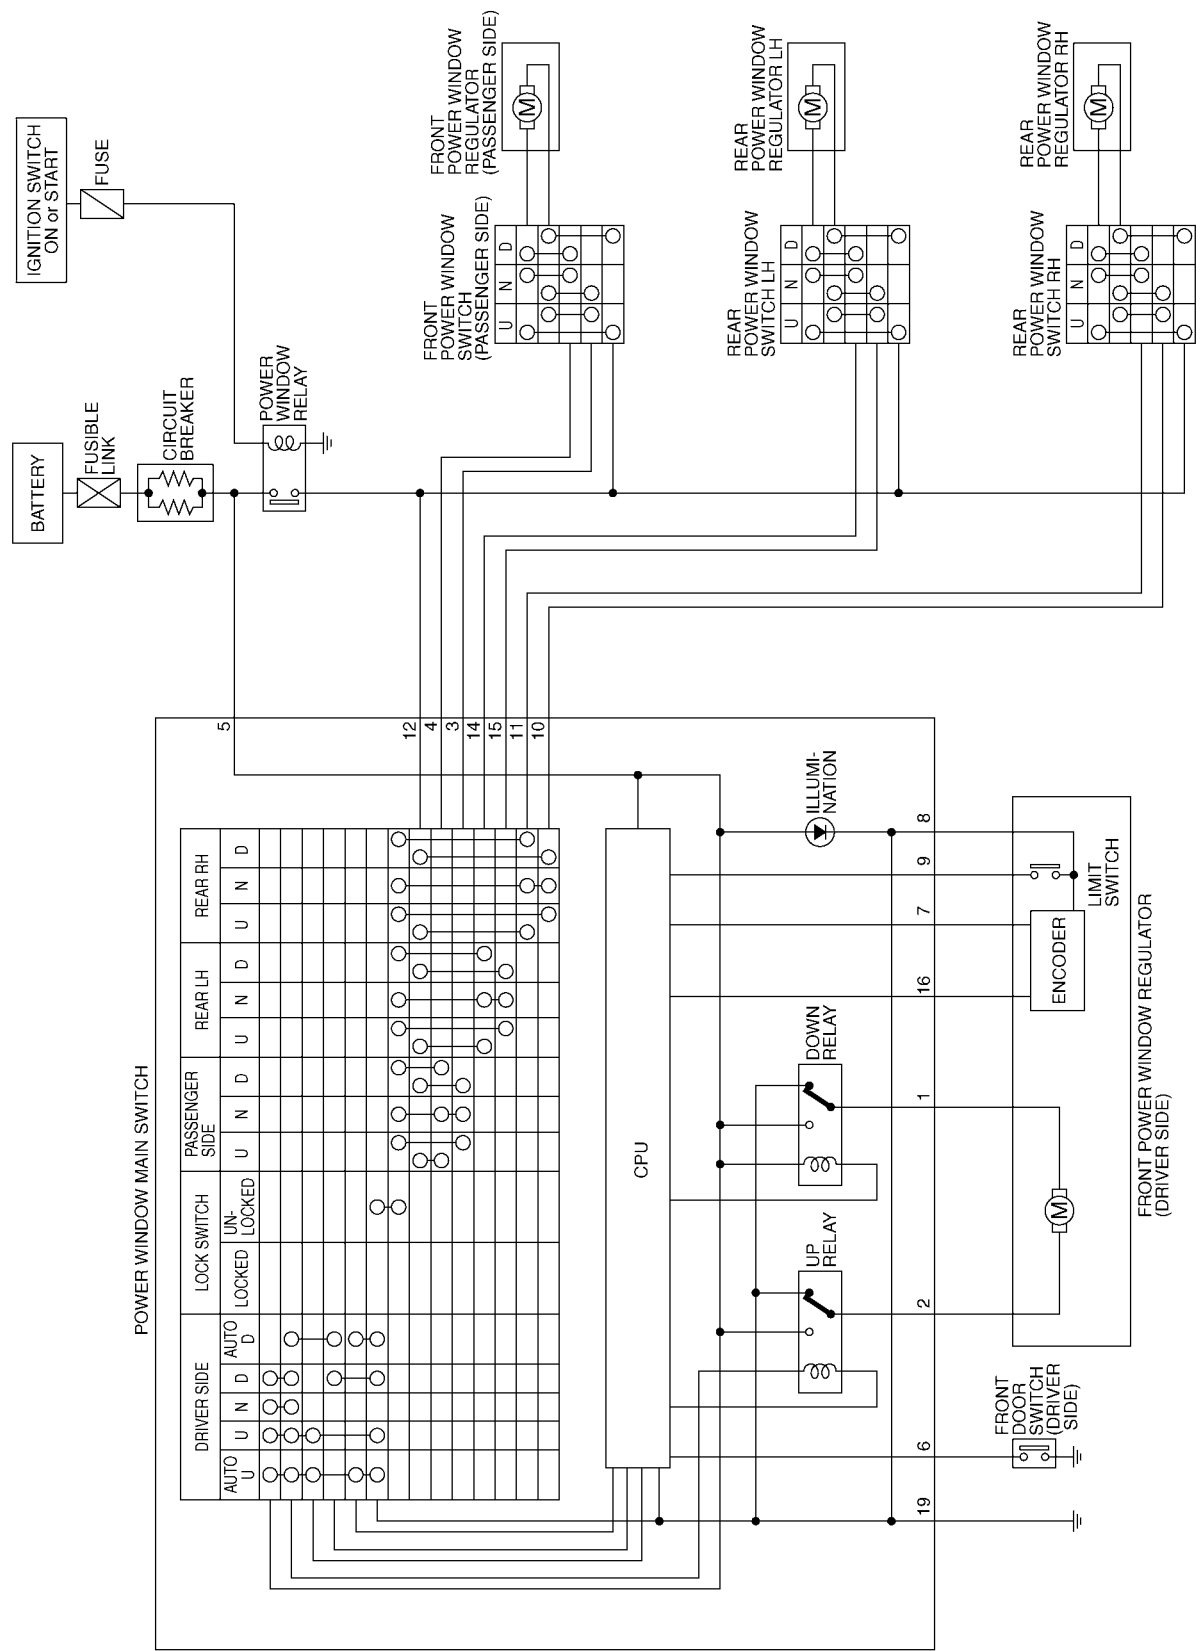 IGNITION SWITCH
ON or START
FUSE
BATTERY
FUSIBLE
LINK
CIRCUIT
BREAKER
POWER
WINDOW
RELAY
FRONT
POWER WINDOW
REGULATOR
(PASSENGER SIDE)
M
FRONT
POWER WINDOW
SWITCH
(PASSENGER SIDE)
U N D
REAR
POWER WINDOW
REGULATOR LH
M
REAR
POWER WINDOW
SWITCH LH
U N D
REAR
POWER WINDOW
REGULATOR RH
M
REAR
POWER WINDOW
SWITCH RH
U N D
POWER WINDOW MAIN SWITCH
5
12
4
3
14
15
11
10
DRIVER SIDE
AUTO
U
U
N
D
AUTO
D
LOCK SWITCH
LOCKED
UN-
LOCKED
PASSENGER
SIDE
U N D
REAR LH
U N D
REAR RH
U N D
CPU
ILLUMI-
NATION
UP
RELAY
DOWN
RELAY
19
6
2
1
16
7
9
8
FRONT
DOOR
SWITCH
(DRIVER
SIDE)
M
ENCODER
LIMIT
SWITCH
FRONT POWER WINDOW REGULATOR
(DRIVER SIDE)